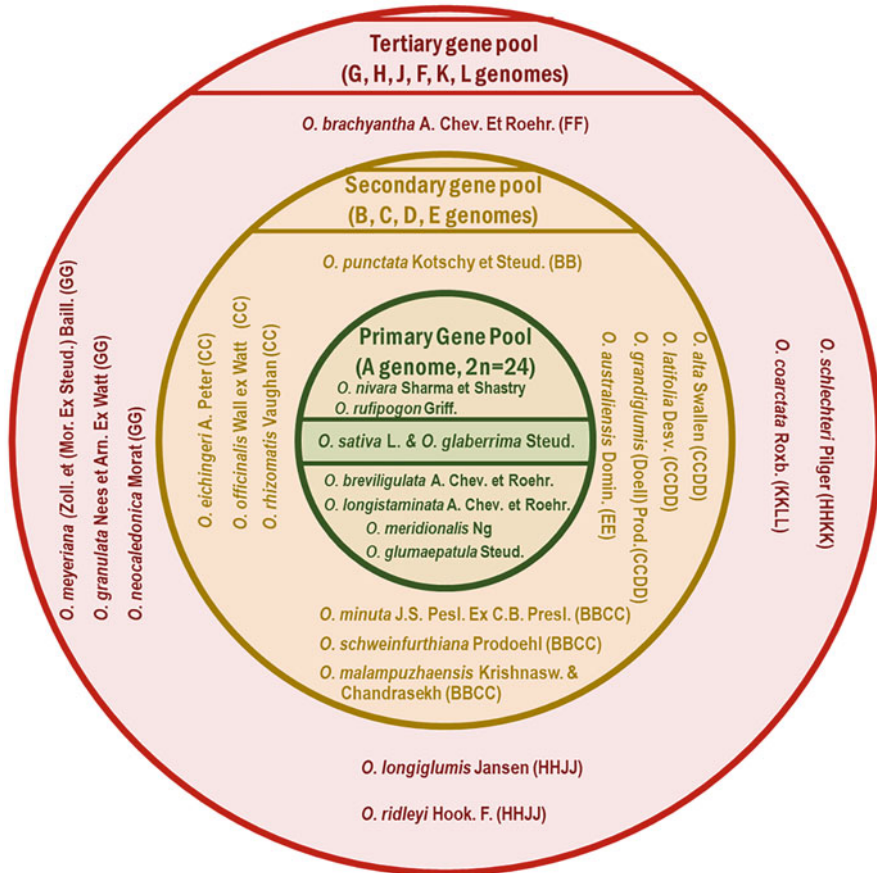 Tertiary gene pool
(G, H, J, F, K, L genomes)
O. brachyantha A. Chev. Et Roehr. (FF)
Secondary gene pool
(B, C, D, E genomes)
O. punctata Kotschy et Steud. (BB)
Primary Gene Pool
(A genome, 2n=24)
O. nivara Sharma et Shastry
O. rufipogon Griff.
O. sativa L. & O. glaberrima Steud.
O. breviligulata A. Chev. et Roehr.
O. longistaminata A. Chev. et Roehr.
O. meridionalis Ng
O. glumaepatula Steud.
O. meyeriana (Zoll. et (Mor. Ex Steud.) Baill. (GG)
O. granulata Nees et Arn. Ex Watt (GG)
O. neocaledonica Morat (GG)
O. eichingeri A. Peter (CC)
O. officinalis Wall ex Watt (CC)
O. rhizomatis Vaughan (CC)
O. australiensis Domin. (EE)
O. grandiglumis (Doell) Prod.(CCDD)
O. latifolia Desv. (CCDD)
O. alta Swallen (CCDD)
O. coarctata Roxb. (KKLL)
O. schlechteri Pilger (HHKK)
O. minuta J.S. Pesl. Ex C.B. Presl. (BBCC)
O. schweinfurthiana Prodoehl (BBCC)
O. malampuzhaensis Krishnasw. &
Chandrasekh (BBCC)
O. longiglumis Jansen (HHJJ)
O. ridleyi Hook. F. (HHJJ)